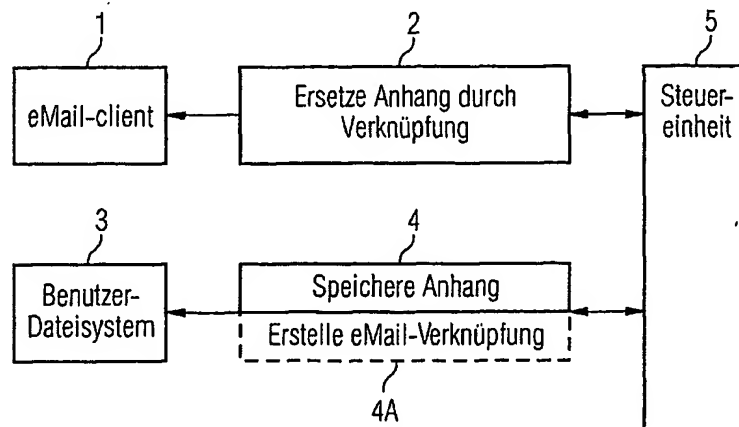 1
2
5
eMail-client
Ersetze Anhang durch
Verknüpfung
Steuer-
einheit
3
4
Benutzer-
Dateisystem
Speichere Anhang
Erstelle eMail-Verknüpfung
4A